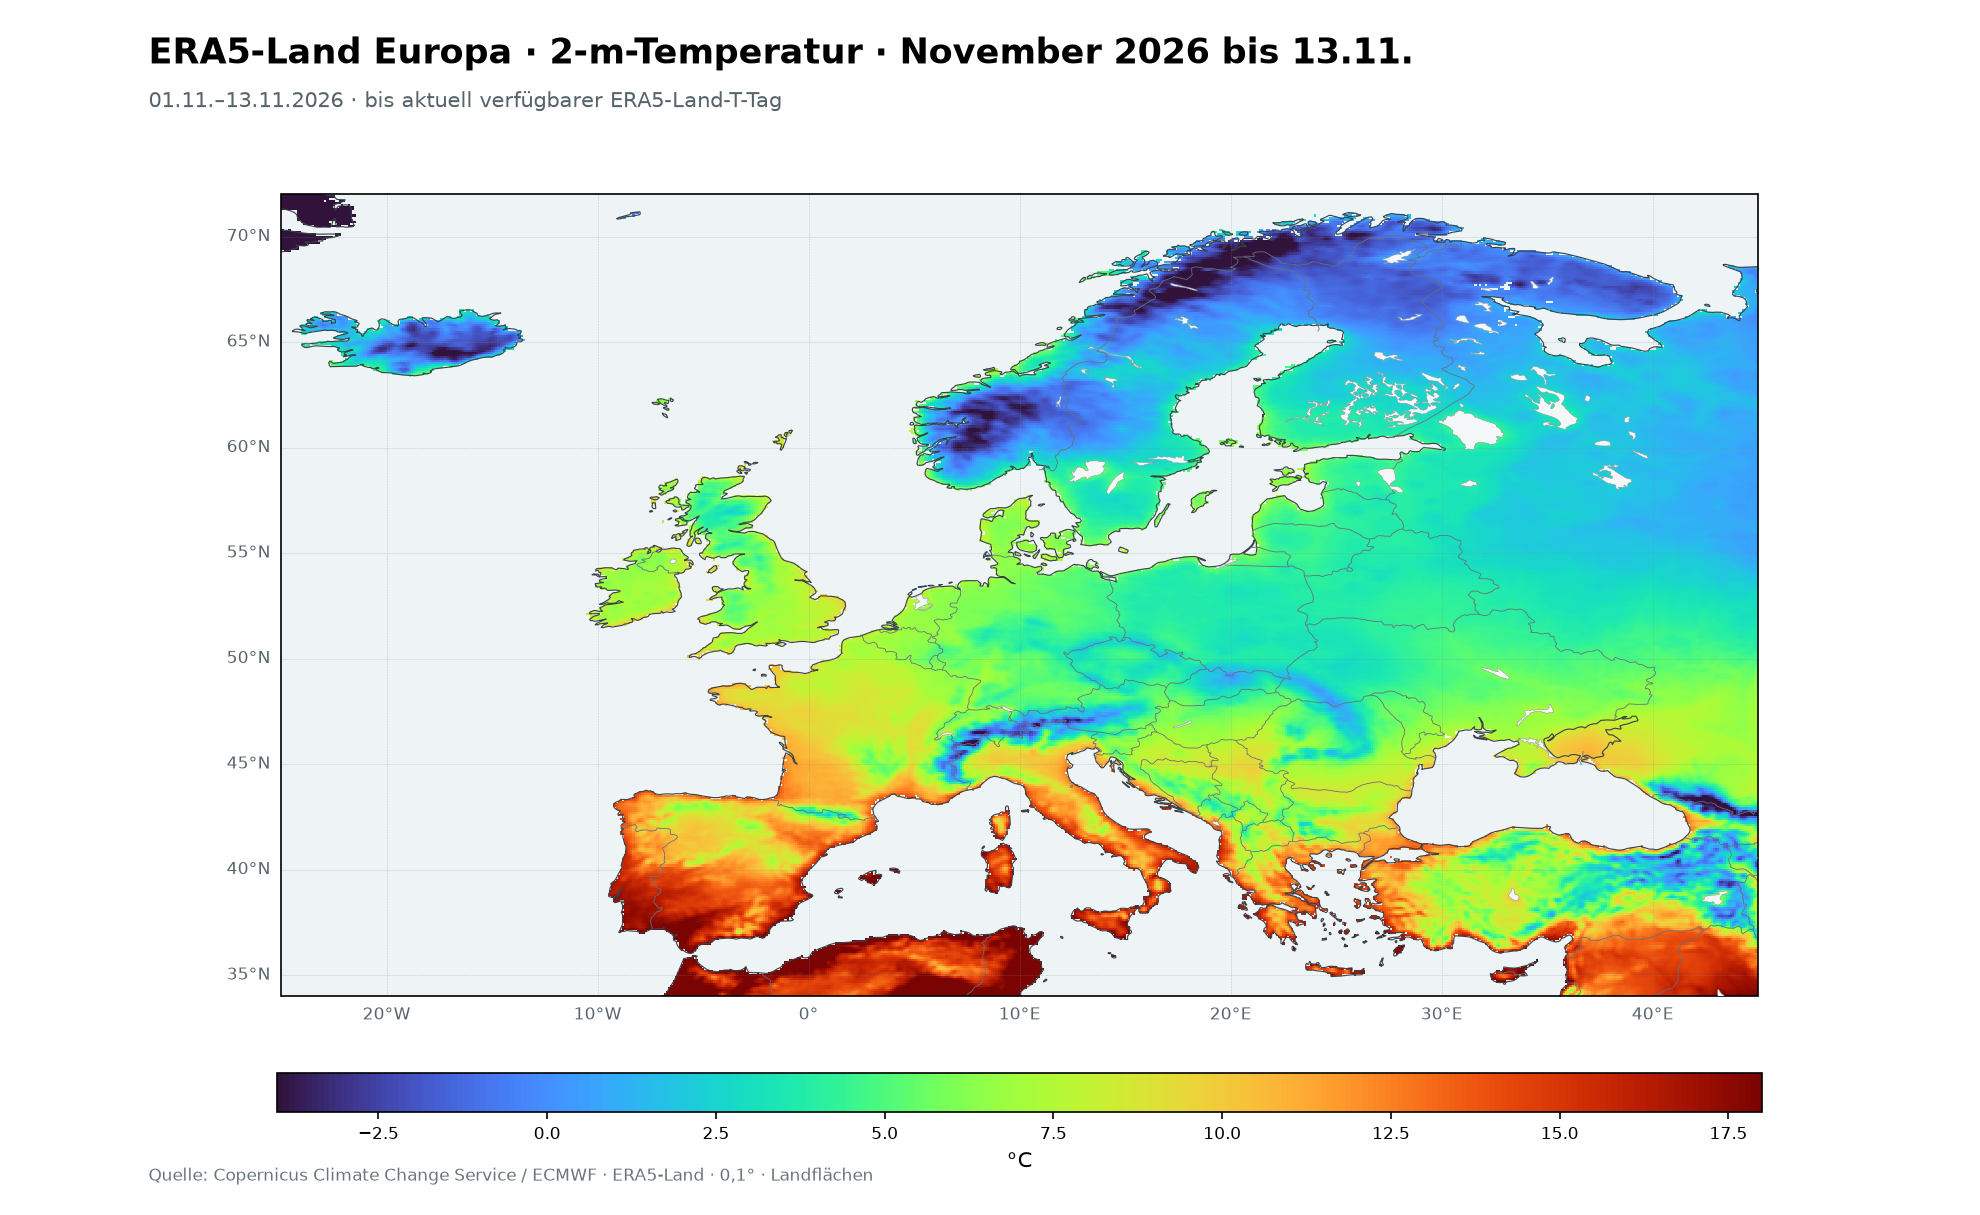 ERA5-Land Europa · 2-m-Temperatur · November 2026 bis 13.11.
01.11.–13.11.2026 · bis aktuell verfügbarer ERA5-Land-T-Tag
70°N
65°N
60°N
55°N
50°N
45°N
40°N
35°N
20°W 10°W 0° 10°E 20°E 30°E 40°E
−2.5 0.0 2.5 5.0 7.5 10.0 12.5 15.0 17.5
°C
Quelle: Copernicus Climate Change Service / ECMWF · ERA5-Land · 0,1° · Landflächen